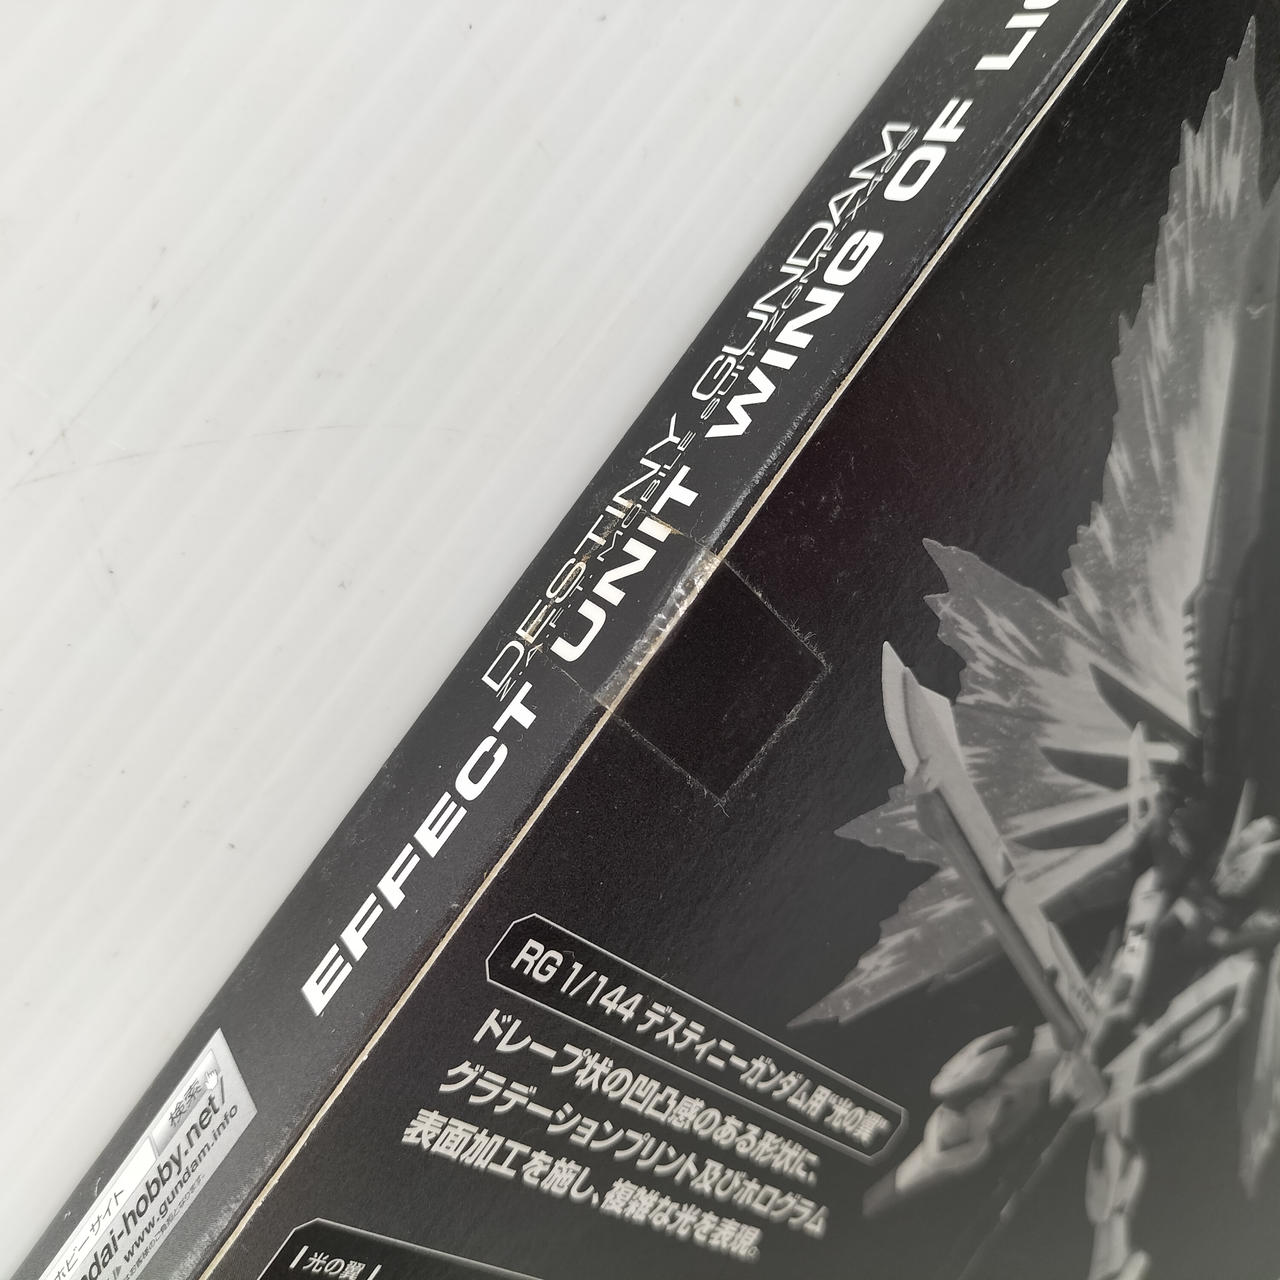 DESTINY GUNDAM
Z.A.F.T. MOBILE SUIT ZGMF-X42S
EFFECT UNIT WING OF LIG
RG 1/144 デスティニーガンダム用“光の翼”
ドレープ状の凹凸感のある形状に、
グラデーションプリント及びホログラム
表面加工を施し、複雑な光を表現。
光の翼
ホビーサイト
検索
ndai-hobby.net/
www.gundam.info